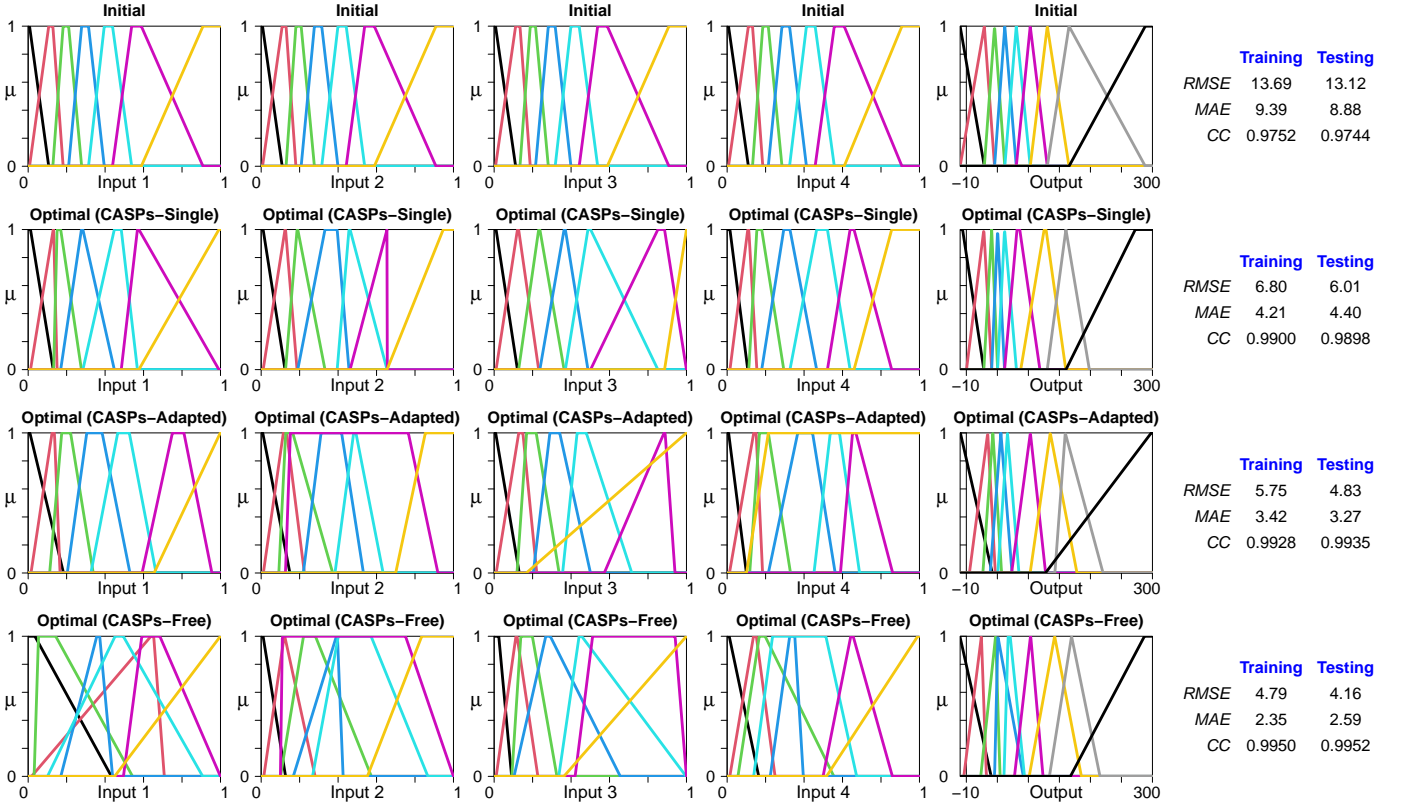 Initial Initial Initial Initial Initial
1 1 1 1 1
μ μ μ μ μ
0 0 0 0 0
0 Input 1 1 0 Input 2 1 0 Input 3 1 0 Input 4 1 −10 Output 300
Training Testing
RMSE 13.69 13.12
MAE 9.39 8.88
CC 0.9752 0.9744
Optimal (CASPs−Single) Optimal (CASPs−Single) Optimal (CASPs−Single) Optimal (CASPs−Single) Optimal (CASPs−Single)
1 1 1 1 1
μ μ μ μ μ
0 0 0 0 0
0 Input 1 1 0 Input 2 1 0 Input 3 1 0 Input 4 1 −10 Output 300
Training Testing
RMSE 6.80 6.01
MAE 4.21 4.40
CC 0.9900 0.9898
Optimal (CASPs−Adapted) Optimal (CASPs−Adapted) Optimal (CASPs−Adapted) Optimal (CASPs−Adapted) Optimal (CASPs−Adapted)
1 1 1 1 1
μ μ μ μ μ
0 0 0 0 0
0 Input 1 1 0 Input 2 1 0 Input 3 1 0 Input 4 1 −10 Output 300
Training Testing
RMSE 5.75 4.83
MAE 3.42 3.27
CC 0.9928 0.9935
Optimal (CASPs−Free) Optimal (CASPs−Free) Optimal (CASPs−Free) Optimal (CASPs−Free) Optimal (CASPs−Free)
1 1 1 1 1
μ μ μ μ μ
0 0 0 0 0
0 Input 1 1 0 Input 2 1 0 Input 3 1 0 Input 4 1 −10 Output 300
Training Testing
RMSE 4.79 4.16
MAE 2.35 2.59
CC 0.9950 0.9952